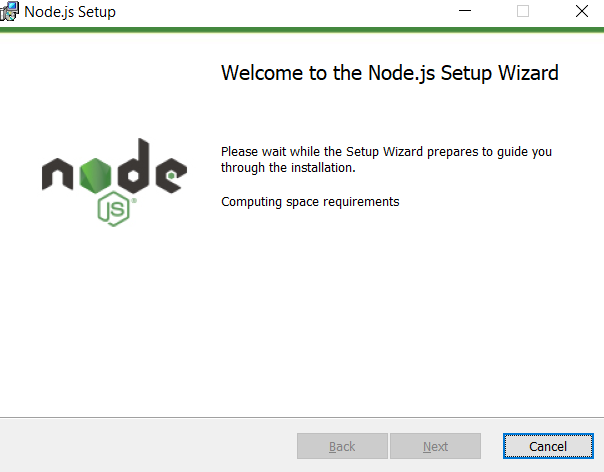 Node.js Setup
Welcome to the Node.js Setup Wizard
node
JS
®
Please wait while the Setup Wizard prepares to guide you
through the installation.
Computing space requirements
Back
Next
Cancel